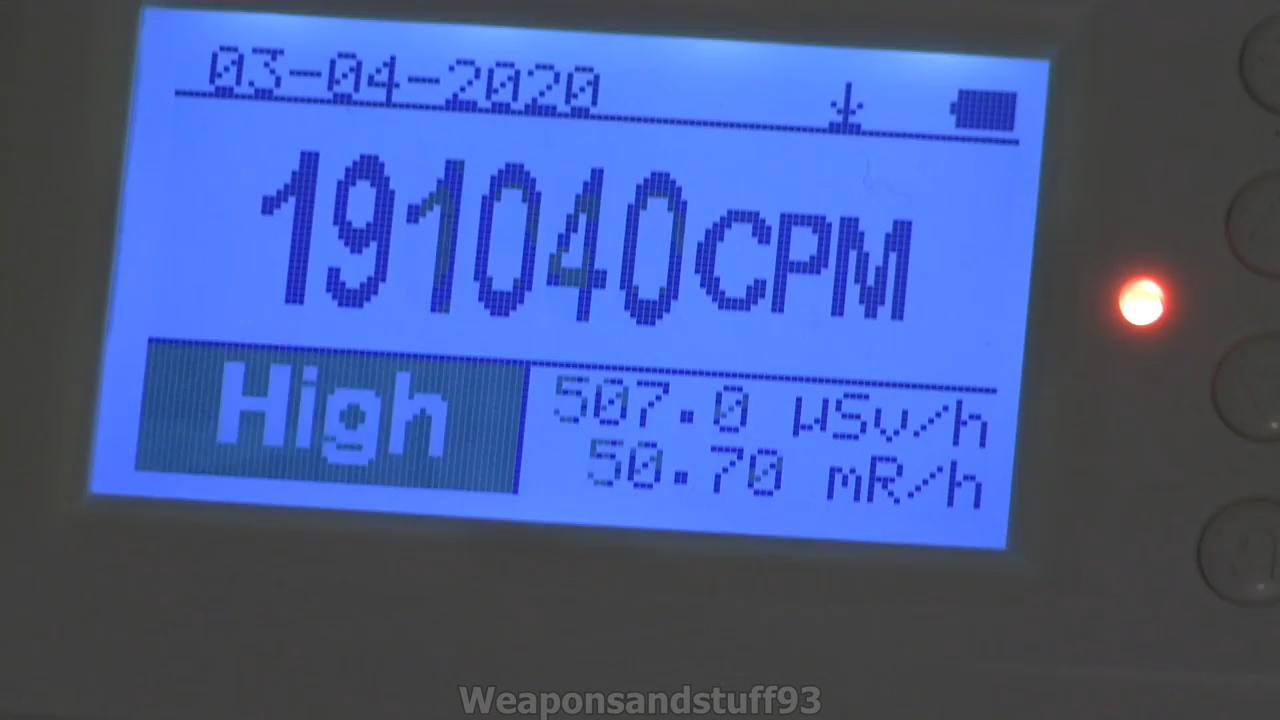 03-04-2020
191040CPM
High
507.0 µSv/h
50.70 mR/h
Weaponsandstuff93